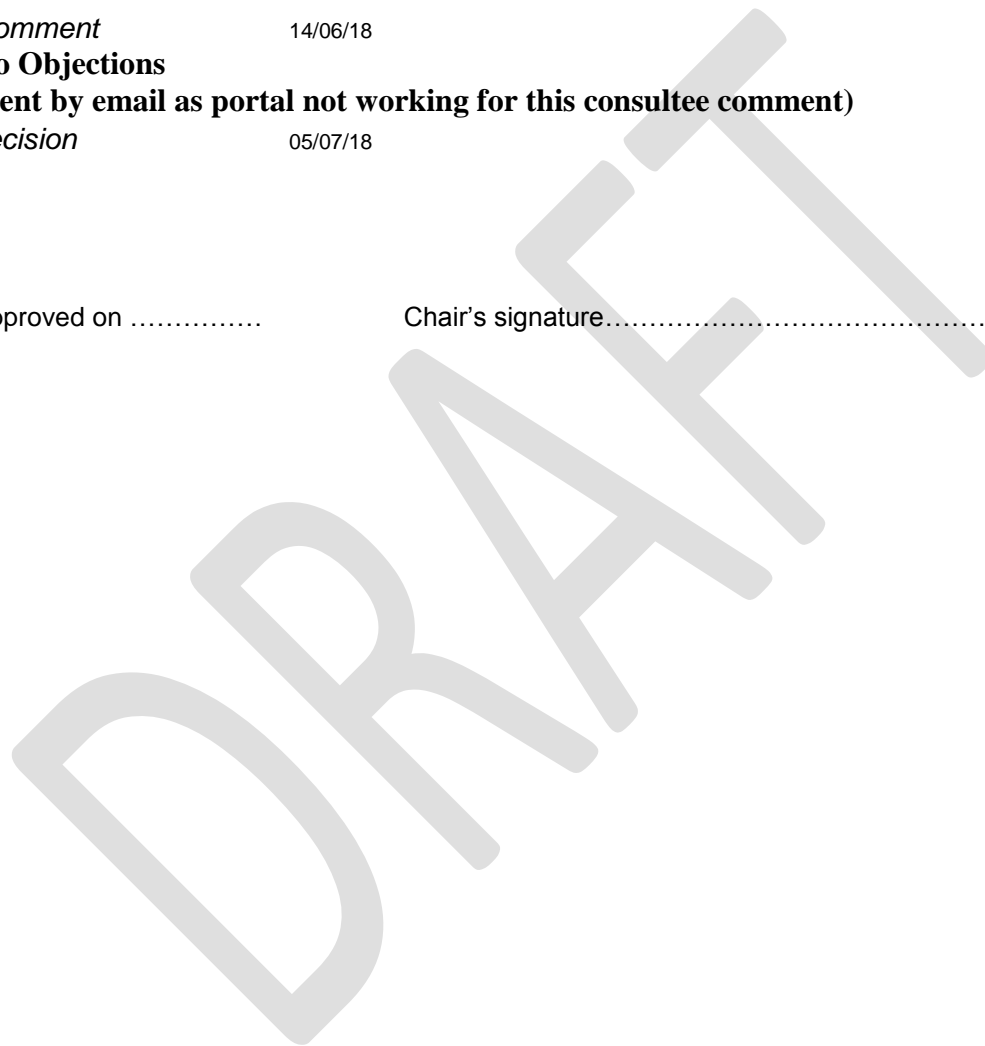 omment 14/06/18
o Objections
ent by email as portal not working for this consultee comment)
ecision 05/07/18
proved on …………… Chair's signature……………………………………
DRAFT